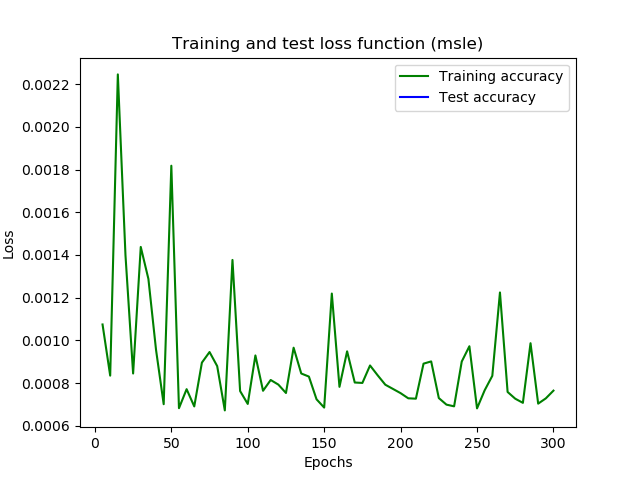 Training and test loss function (msle)
Training accuracy
Test accuracy
0.0022
0.0020
0.0018
0.0016
0.0014
0.0012
0.0010
0.0008
0.0006
Loss
0 50 100 150 200 250 300
Epochs